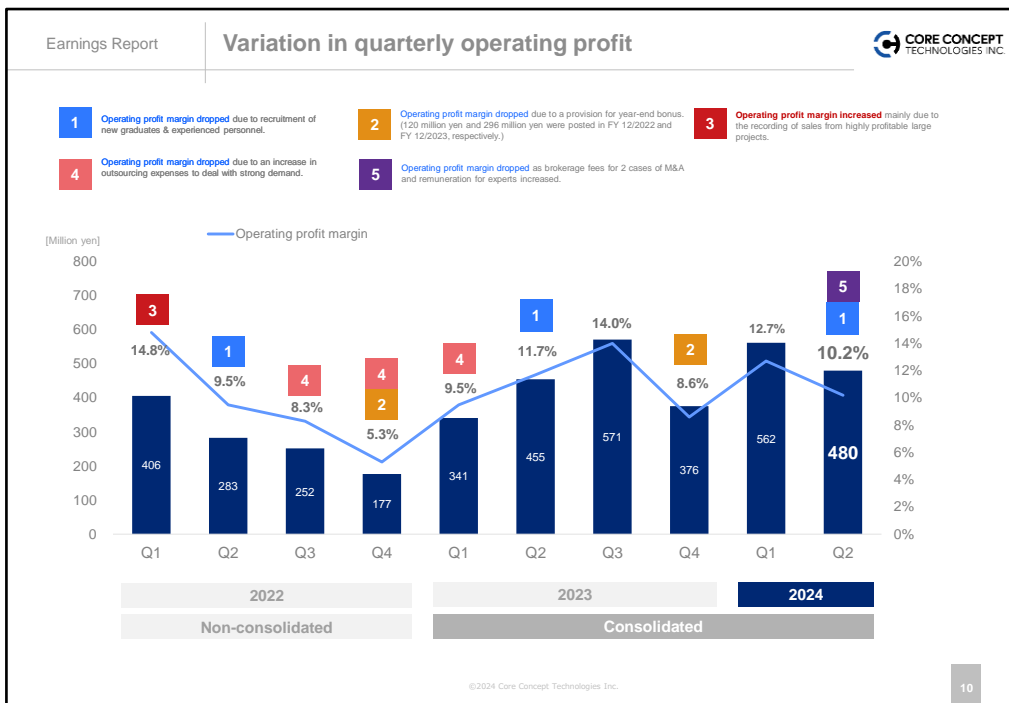 Earnings Report
Variation in quarterly operating profit
CORE CONCEPT
TECHNOLOGIES INC.
1
Operating profit margin dropped due to recruitment of
new graduates & experienced personnel.
2
Operating profit margin dropped due to a provision for year-end bonus.
(120 million yen and 296 million yen were posted in FY 12/2022 and
FY 12/2023, respectively.)
3
Operating profit margin increased mainly due to
the recording of sales from highly profitable large
projects.
4
Operating profit margin dropped due to an increase in
outsourcing expenses to deal with strong demand.
5
Operating profit margin dropped as brokerage fees for 2 cases of M&A
and remuneration for experts increased.
[Million yen]
Operating profit margin
800
700
600
500
400
300
200
100
0
20%
18%
16%
14%
12%
10%
8%
6%
4%
2%
0%
3
14.8%
406
1
9.5%
283
4
8.3%
252
4
2
5.3%
177
4
9.5%
341
1
11.7%
455
14.0%
571
2
8.6%
376
12.7%
562
5
1
10.2%
480
Q1 Q2 Q3 Q4 Q1 Q2 Q3 Q4 Q1 Q2
2022 2023 2024
Non-consolidated Consolidated
©2024 Core Concept Technologies Inc.
10